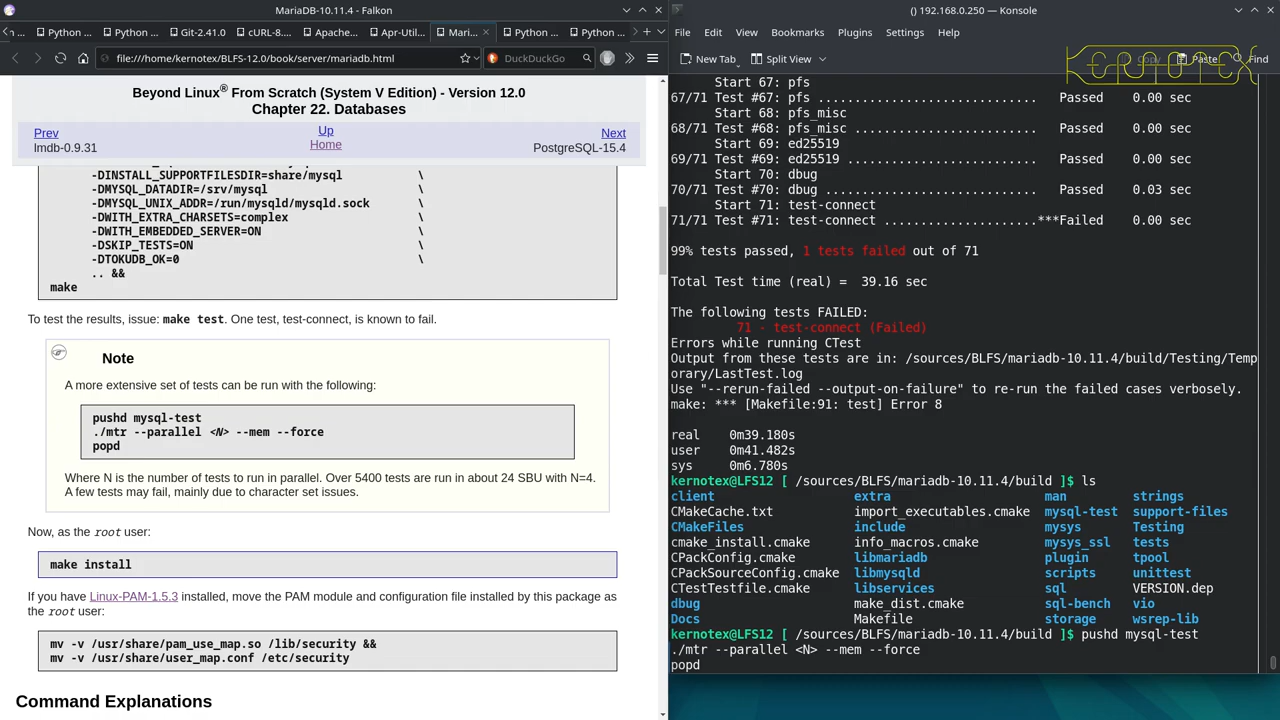 MariaDB-10.11.4 - Falkon
n ... Python ... Python ... Git-2.41.0 cURL-8.... Apache... Apr-Util... Mari... Python ... Python ...
file:///home/kernotex/BLFS-12.0/book/server/mariadb.html DuckDuckGo
Beyond Linux® From Scratch (System V Edition) - Version 12.0
Chapter 22. Databases
Prev Up Next
lmdb-0.9.31 Home PostgreSQL-15.4
-DINSTALL_SUPPORTFILESDIR=share/mysql \
-DMYSQL_DATADIR=/srv/mysql \
-DMYSQL_UNIX_ADDR=/run/mysqld/mysqld.sock \
-DWITH_EXTRA_CHARSETS=complex \
-DWITH_EMBEDDED_SERVER=ON \
-DSKIP_TESTS=ON \
-DTOKUDB_OK=0 \
.. &&
make
To test the results, issue: make test. One test, test-connect, is known to fail.
Note
A more extensive set of tests can be run with the following:
pushd mysql-test
./mtr --parallel <N> --mem --force
popd
Where N is the number of tests to run in parallel. Over 5400 tests are run in about 24 SBU with N=4.
A few tests may fail, mainly due to character set issues.
Now, as the root user:
make install
If you have Linux-PAM-1.5.3 installed, move the PAM module and configuration file installed by this package as
the root user:
mv -v /usr/share/pam_use_map.so /lib/security &&
mv -v /usr/share/user_map.conf /etc/security
Command Explanations
() 192.168.0.250 — Konsole
File Edit View Bookmarks Plugins Settings Help
New Tab Split View Copy Paste Find
KERNOTEX
Start 67: pfs
67/71 Test #67: pfs ............................ Passed 0.00 sec
Start 68: pfs_misc
68/71 Test #68: pfs_misc ....................... Passed 0.00 sec
Start 69: ed25519
69/71 Test #69: ed25519 ........................ Passed 0.00 sec
Start 70: dbug
70/71 Test #70: dbug ........................... Passed 0.03 sec
Start 71: test-connect
71/71 Test #71: test-connect ....................***Failed 0.00 sec
99% tests passed, 1 tests failed out of 71
Total Test time (real) = 39.16 sec
The following tests FAILED:
71 - test-connect (Failed)
Errors while running CTest
Output from these tests are in: /sources/BLFS/mariadb-10.11.4/build/Testing/Temp
orary/LastTest.log
Use "--rerun-failed --output-on-failure" to re-run the failed cases verbosely.
make: *** [Makefile:91: test] Error 8
real 0m39.180s
user 0m41.482s
sys 0m6.780s
kernotex@LFS12 [ /sources/BLFS/mariadb-10.11.4/build ]$ ls
client extra man strings
CMakeCache.txt import_executables.cmake mysql-test support-files
CMakeFiles include mysys Testing
cmake_install.cmake info_macros.cmake mysys_ssl tests
CPackConfig.cmake libmariadb plugin tpool
CPackSourceConfig.cmake libmysqld scripts unittest
CTestTestfile.cmake libservices sql VERSION.dep
dbug make_dist.cmake sql-bench vio
Docs Makefile storage wsrep-lib
kernotex@LFS12 [ /sources/BLFS/mariadb-10.11.4/build ]$ pushd mysql-test
./mtr --parallel <N> --mem --force
popd